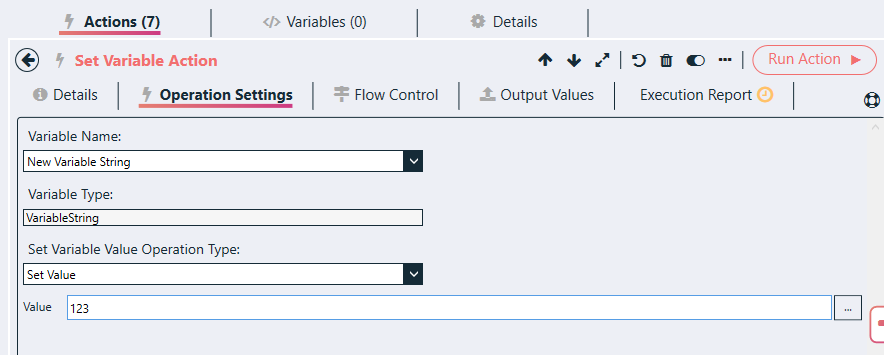 Actions (7) Variables (0) Details
Set Variable Action Run Action
Details Operation Settings Flow Control Output Values Execution Report
Variable Name:
New Variable String
Variable Type:
VariableString
Set Variable Value Operation Type:
Set Value
Value 123 ...